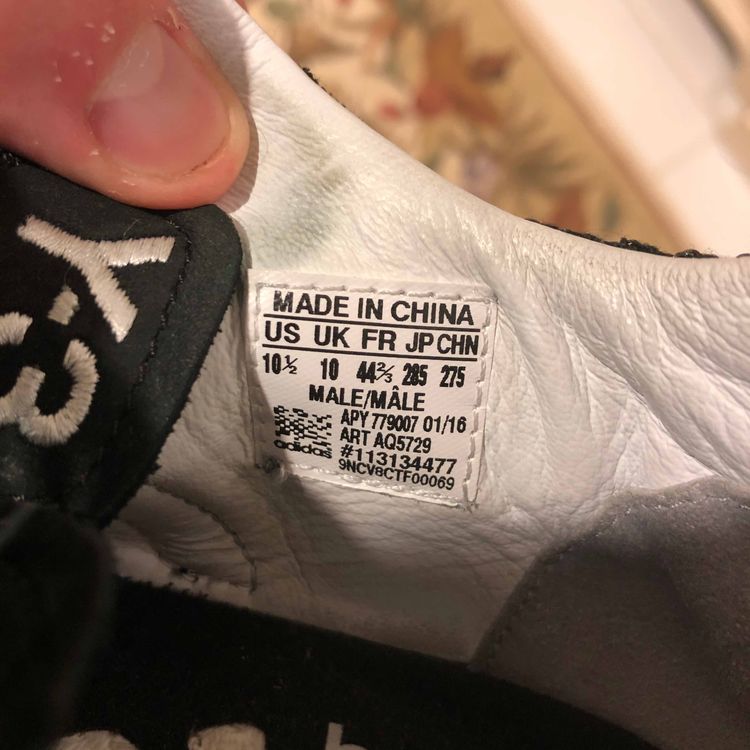 Y-3
MADE IN CHINA
US UK FR JP CHN
10½ 10 44⅔ 285 275
MALE/MÂLE
APY 779007 01/16
ART AQ5729
adidas
#113134477
9NCV8CTF00069